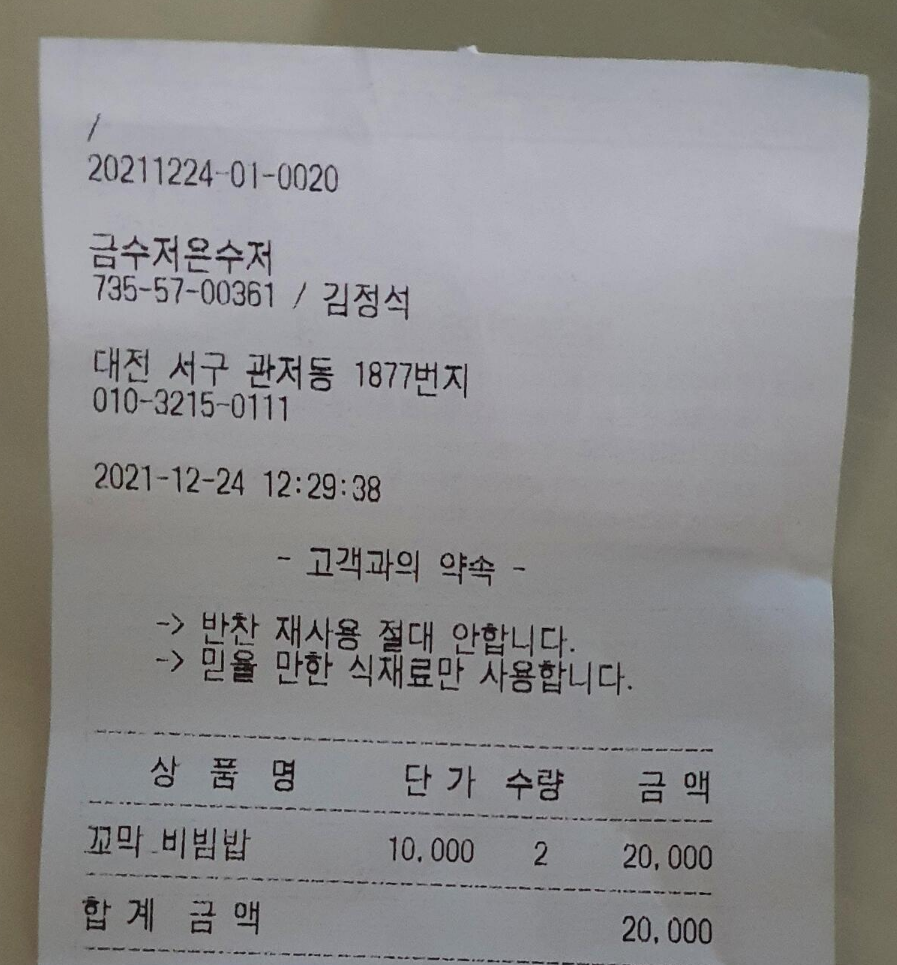 /
20211224-01-0020
금수저은수저
735-57-00361 / 김정석
대전 서구 관저동 1877번지
010-3215-0111
2021-12-24 12:29:38
- 고객과의 약속 -
-> 반찬 재사용 절대 안합니다.
-> 믿을 만한 식재료만 사용합니다.
상 품 명 단 가 수량 금 액
꼬막 비빔밥 10,000 2 20,000
합 계 금 액 20,000